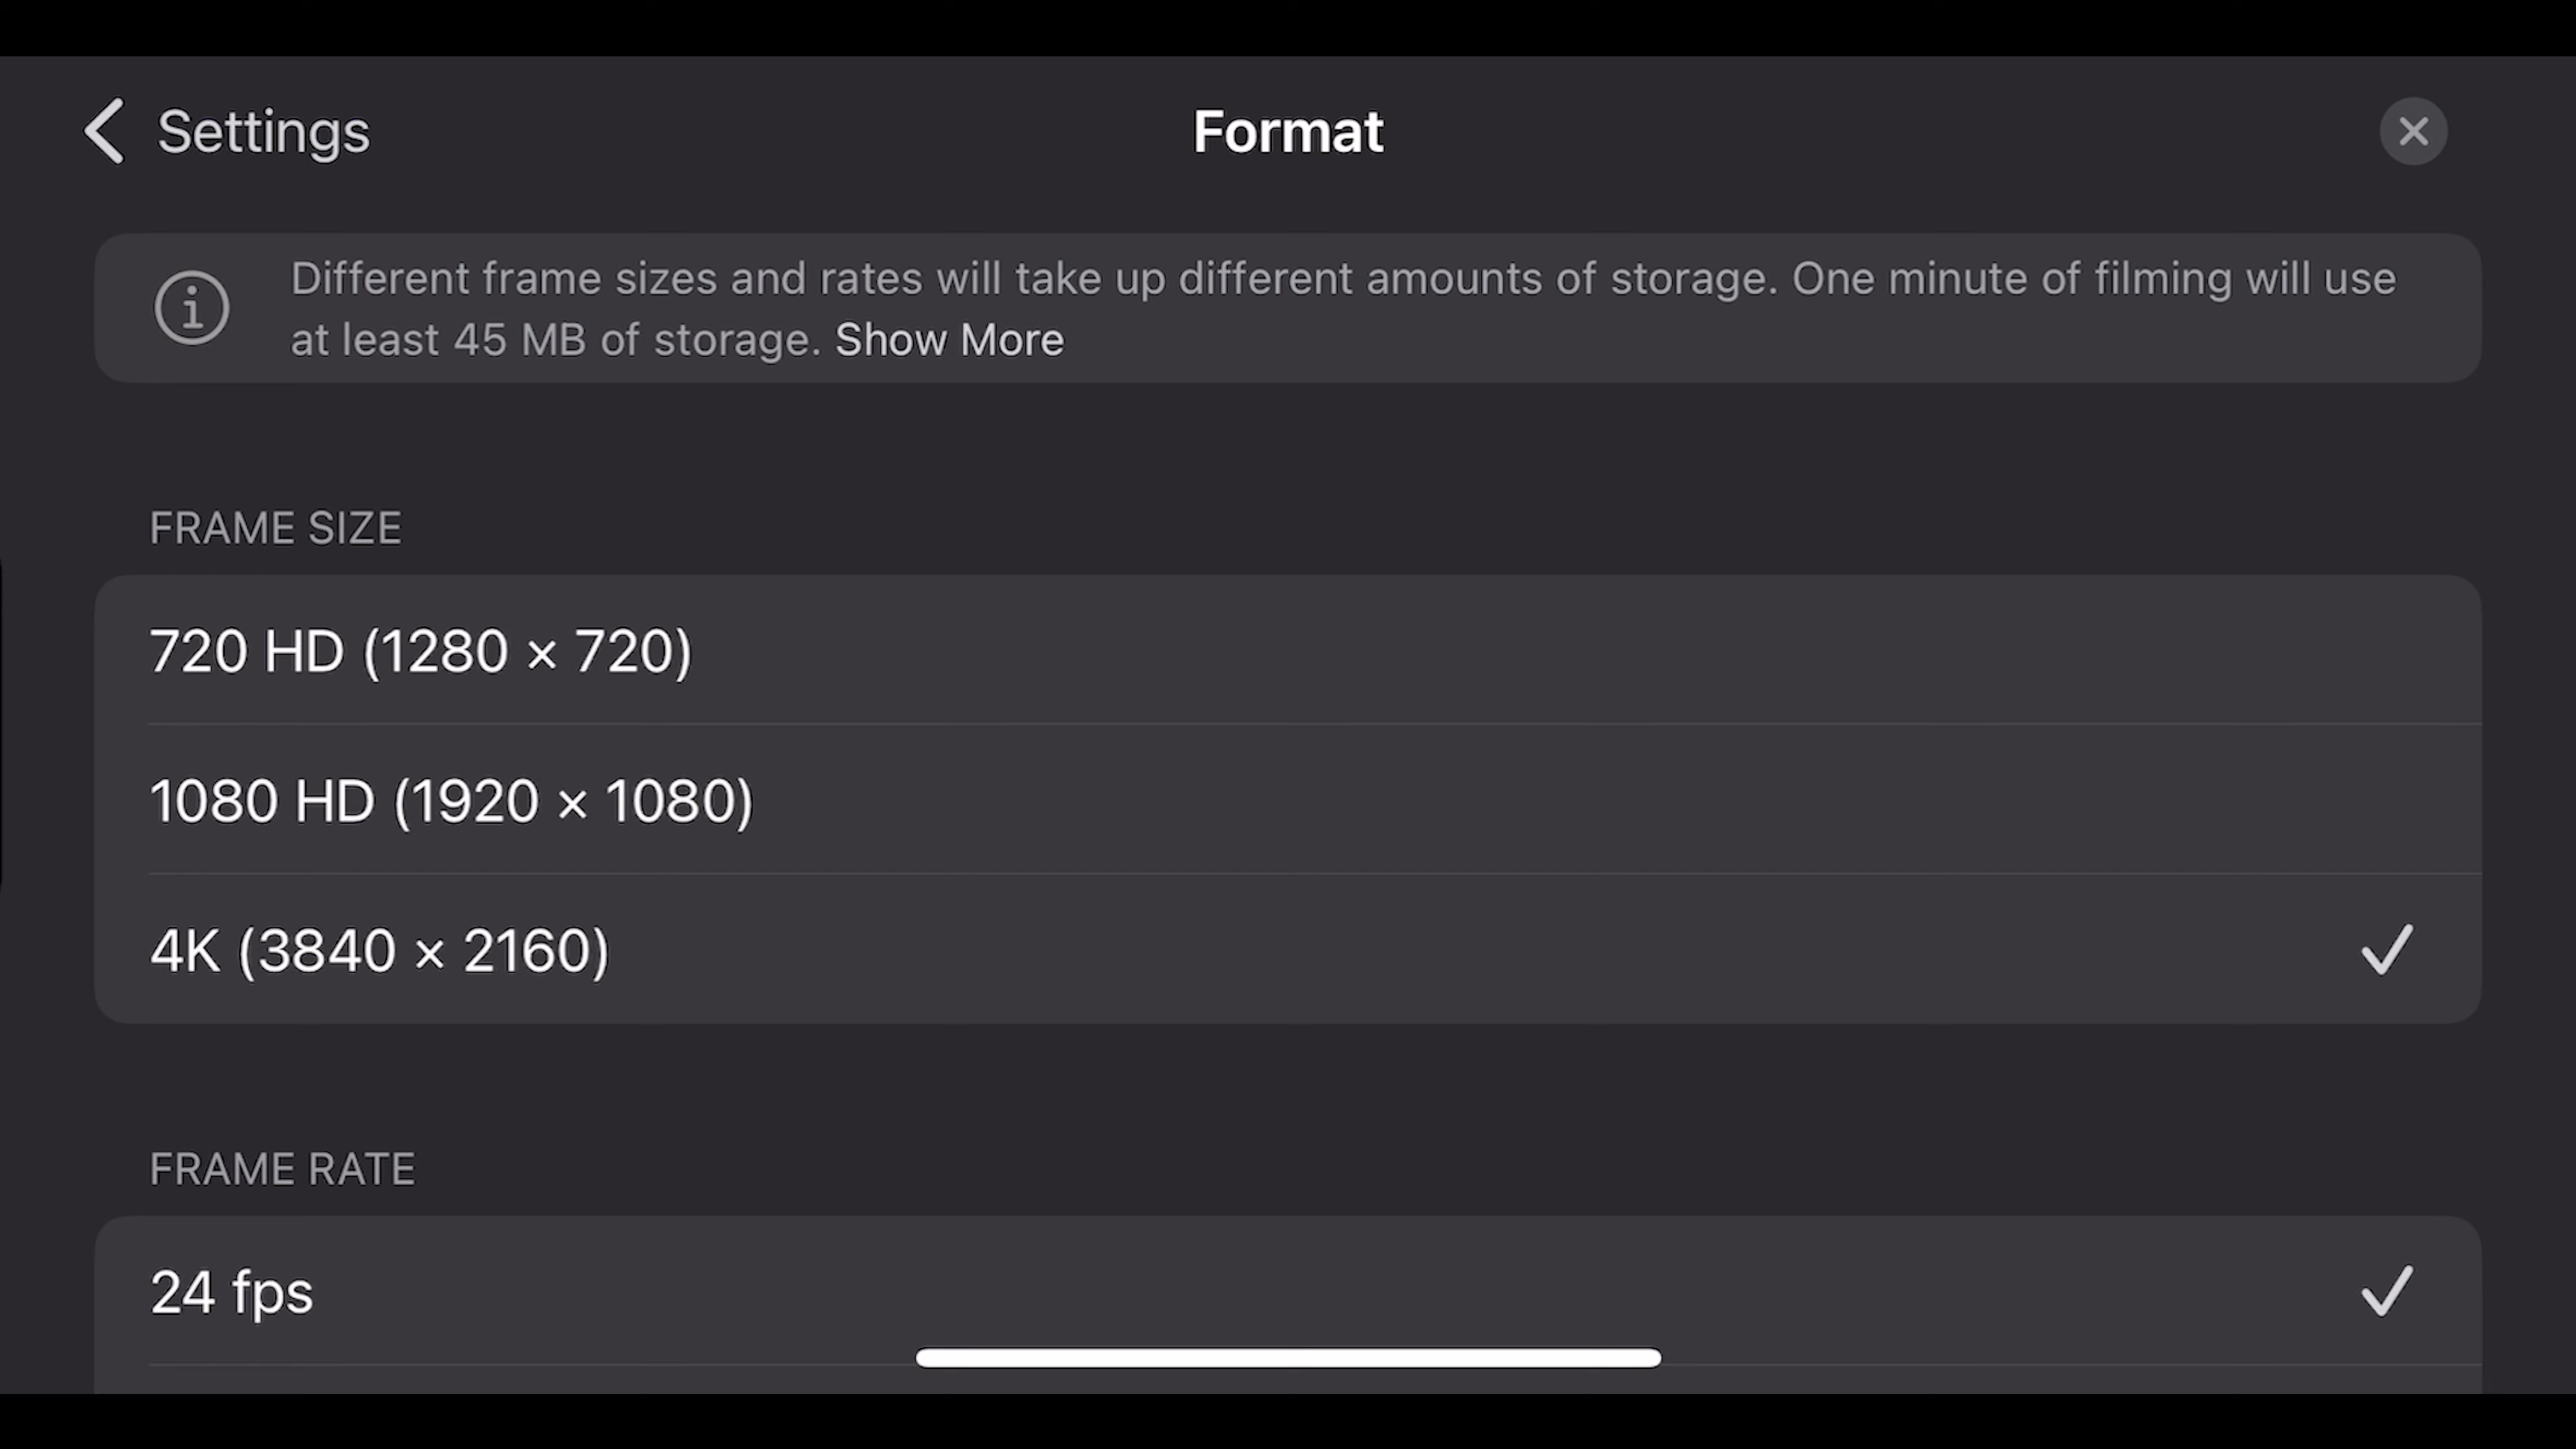 Settings
Format
Different frame sizes and rates will take up different amounts of storage. One minute of filming will use
at least 45 MB of storage. Show More
FRAME SIZE
720 HD (1280 × 720)
1080 HD (1920 × 1080)
4K (3840 × 2160)
FRAME RATE
24 fps